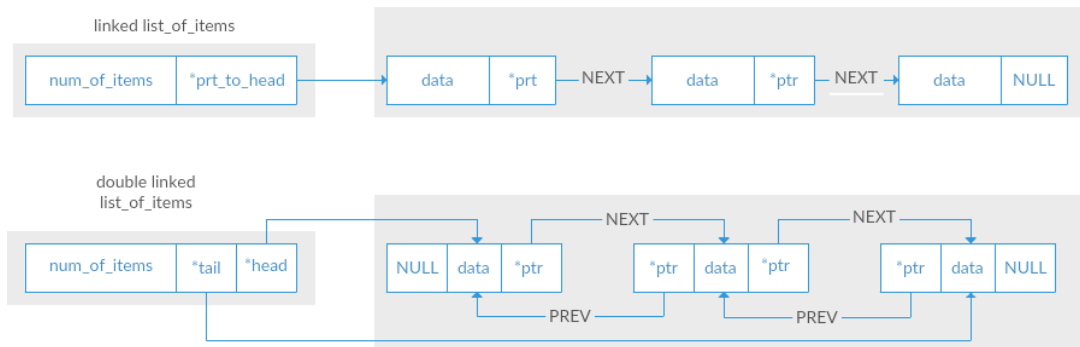 linked list_of_items
num_of_items *prt_to_head data *prt NEXT data *ptr NEXT data NULL
double linked
list_of_items
NEXT NEXT
num_of_items *tail *head NULL data *ptr *ptr data *ptr *ptr data NULL
PREV PREV